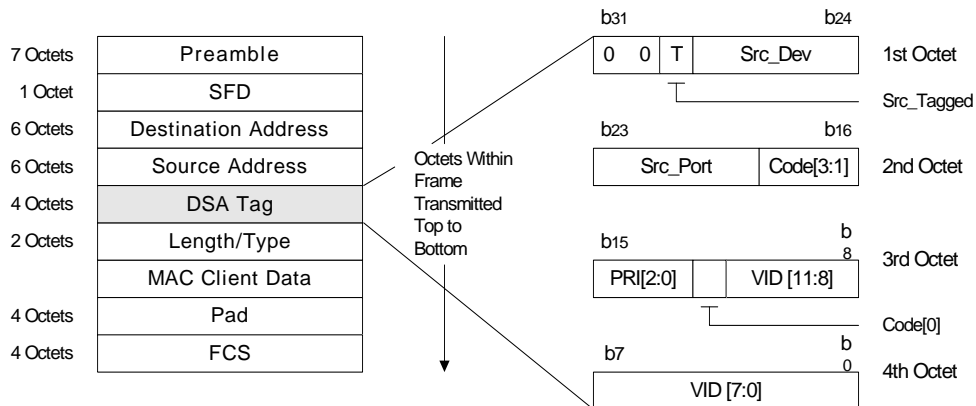 b31 b24
7 Octets Preamble 0 0 T Src_Dev 1st Octet
1 Octet SFD Src_Tagged
6 Octets Destination Address b23 b16
6 Octets Source Address Octets Within Src_Port Code[3:1] 2nd Octet
Frame
4 Octets DSA Tag Transmitted
Top to
2 Octets Length/Type Bottom b15 b
8 3rd Octet
MAC Client Data PRI[2:0] VID [11:8]
4 Octets Pad Code[0]
4 Octets FCS b7 b
0 4th Octet
VID [7:0]